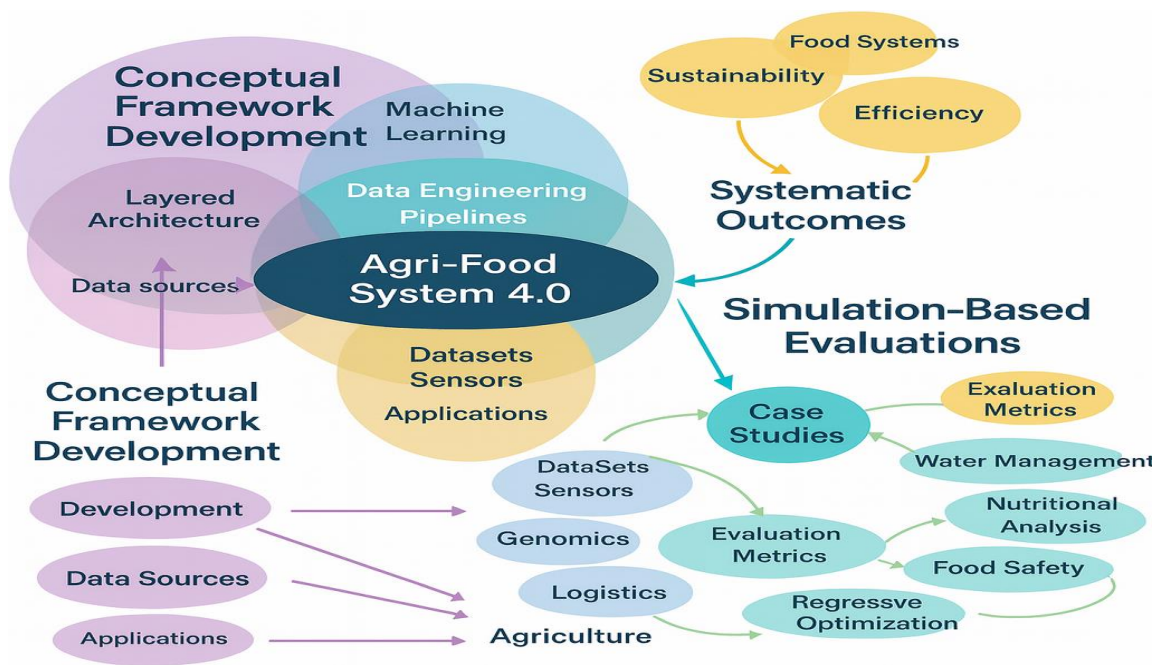 Conceptual
Framework
Development
Machine
Learning
Layered
Architecture
Data Engineering
Pipelines
Data sources
Agri-Food
System 4.0
Datasets
Sensors
Applications
Food Systems
Sustainability
Efficiency
Systematic
Outcomes
Simulation-Based
Evaluations
Conceptual
Framework
Development
Development
Data Sources
Applications
DataSets
Sensors
Genomics
Logistics
Agriculture
Case
Studies
Exaluation
Metrics
Water Management
Evaluation
Metrics
Nutritional
Analysis
Food Safety
Regressve
Optimization